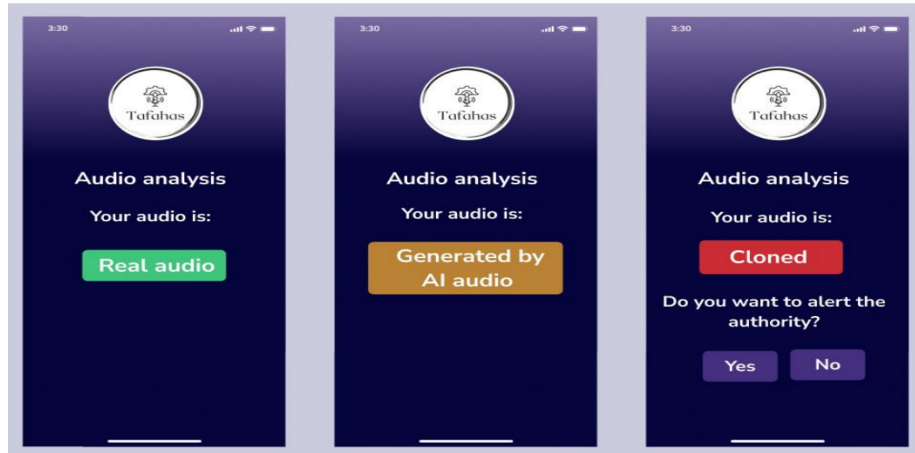 3:30
Tafahas
Audio analysis
Your audio is:
Real audio
3:30
Tafahas
Audio analysis
Your audio is:
Generated by
AI audio
3:30
Tafahas
Audio analysis
Your audio is:
Cloned
Do you want to alert the
authority?
Yes No